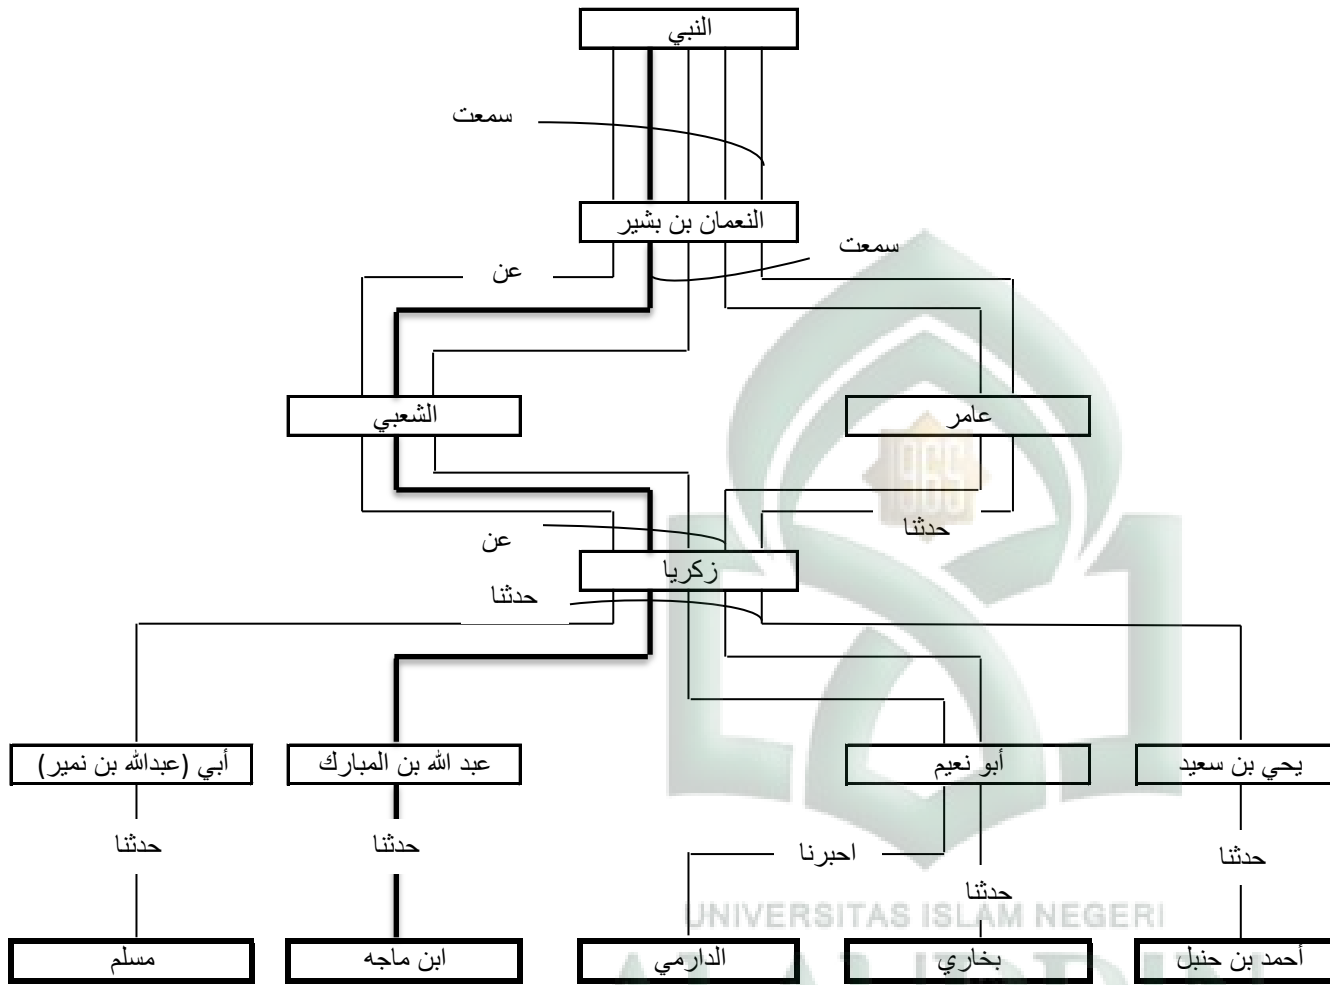 النبي
سمعت
النعمان بن بشير
سمعت
عن
الشعبي
عامر
حدثنا
عن
زكريا
حدثنا
أبي (عبدالله بن نمير)
عبد الله بن المبارك
أبو نعيم
يحي بن سعيد
حدثنا
حدثنا
احبرنا
حدثنا
حدثنا
مسلم
ابن ماجه
الدارمي
بخاري
أحمد بن حنبل
1965
UNIVERSITAS ISLAM NEGERI